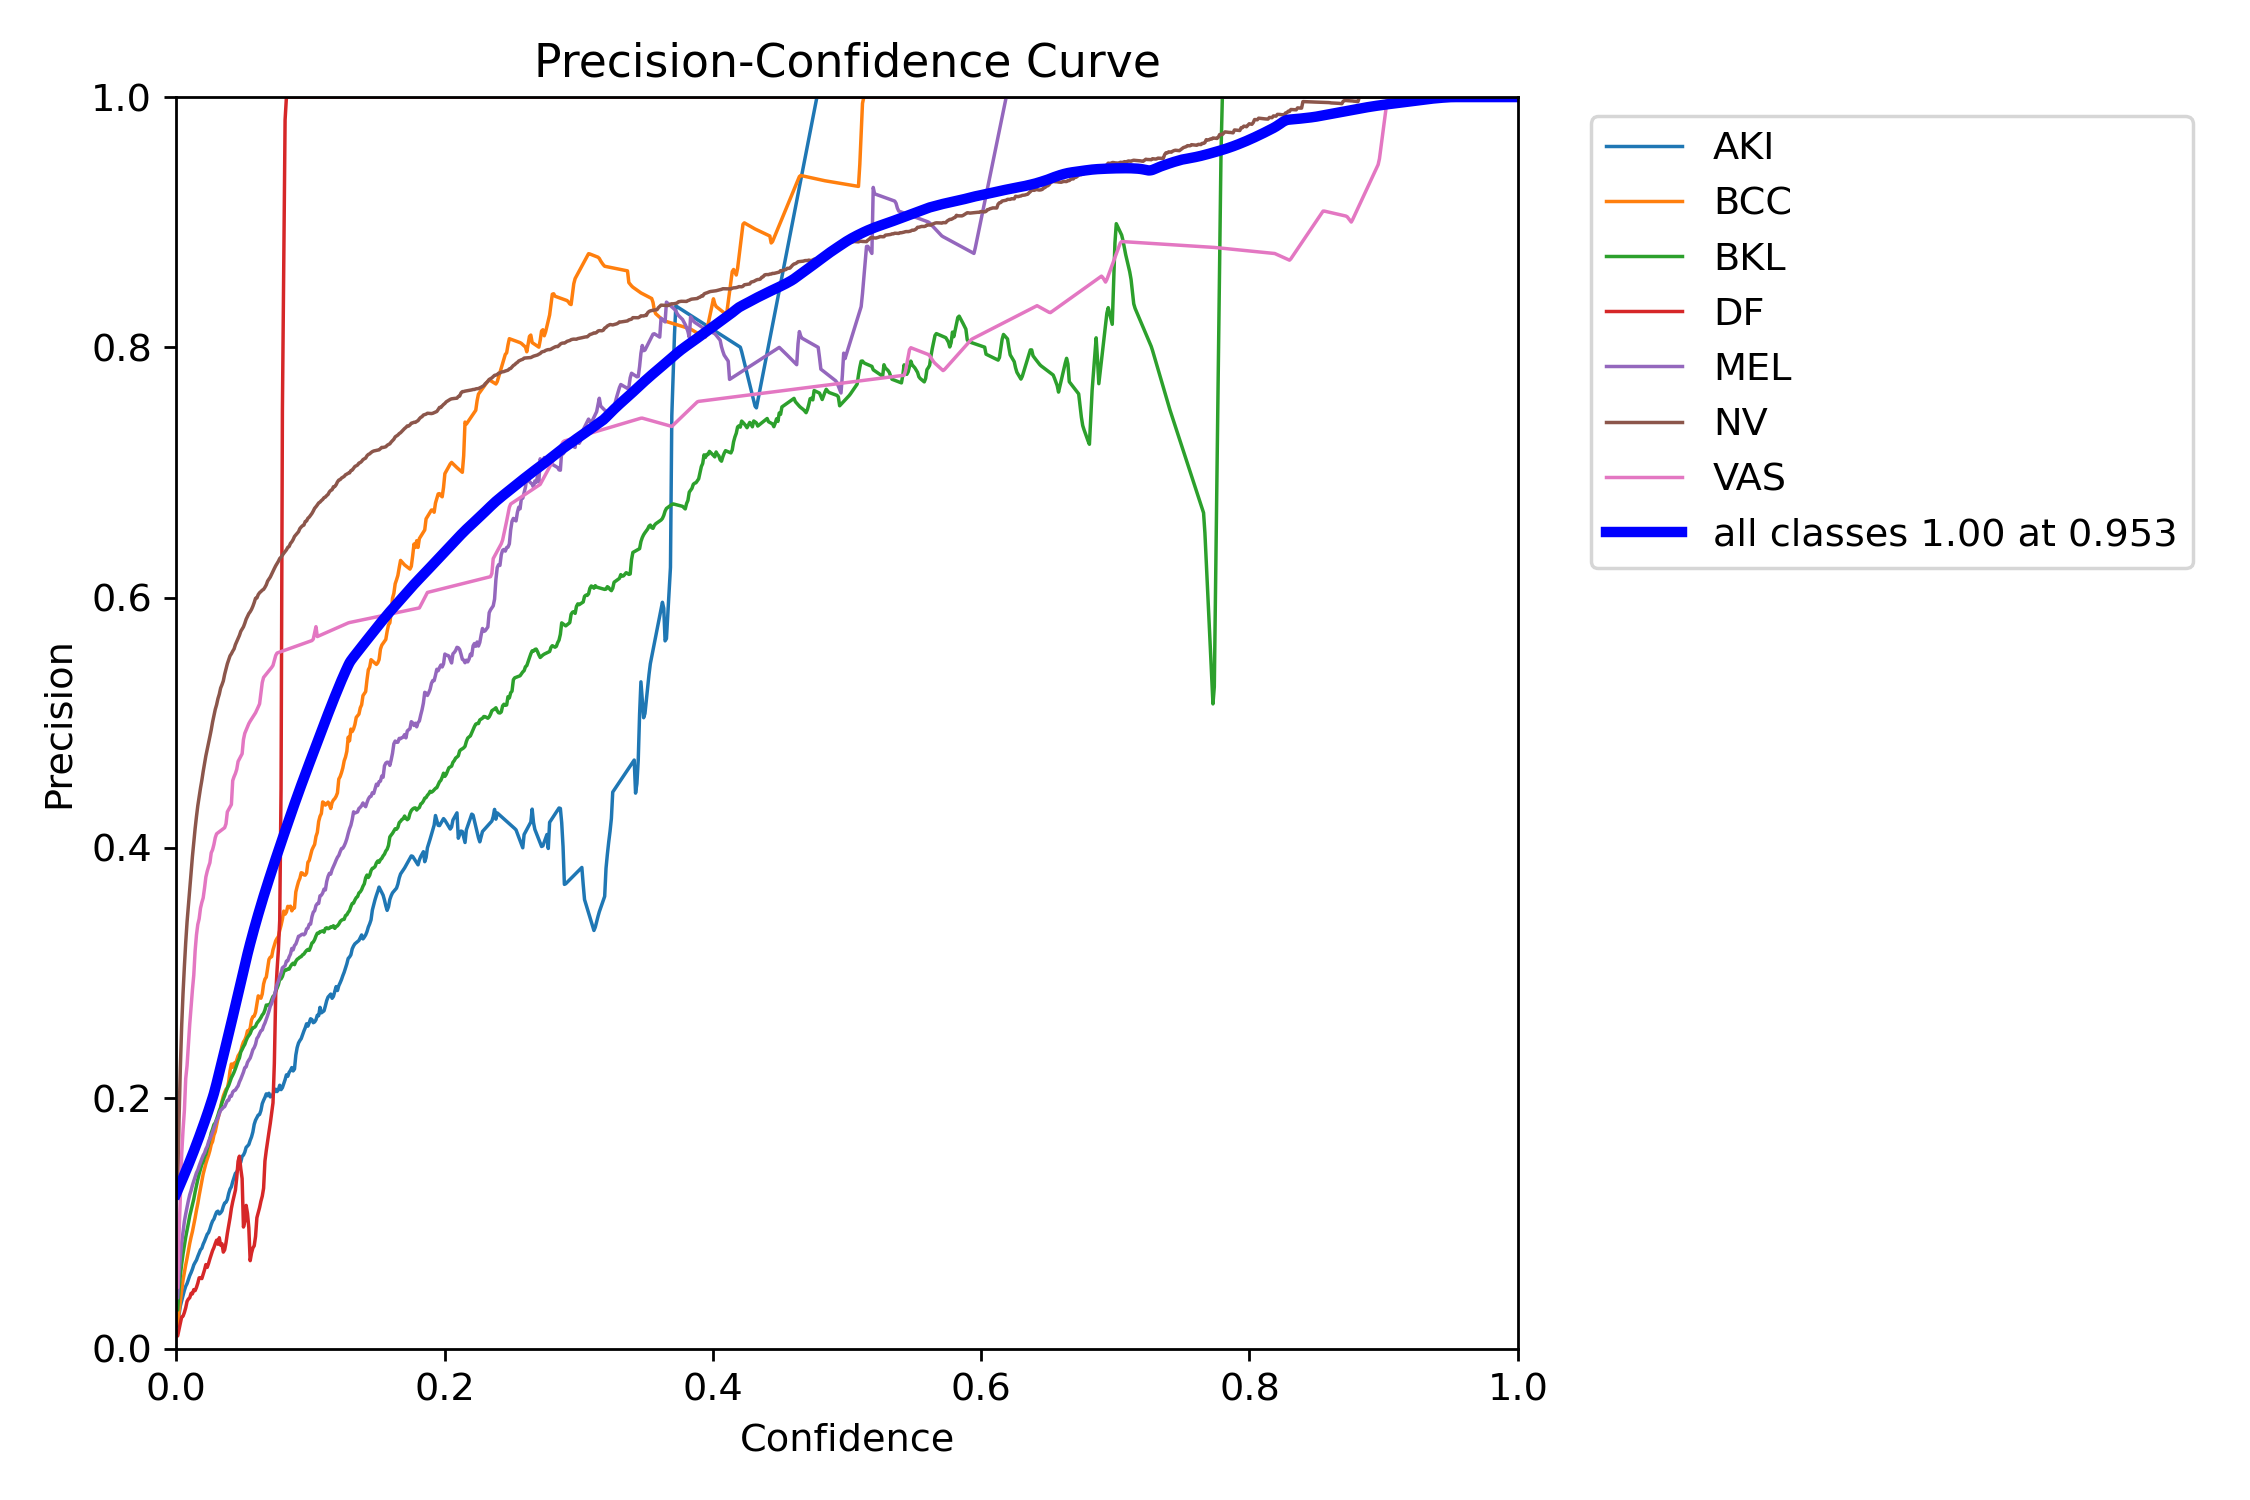 Precision-Confidence Curve
1.0
0.8
0.6
0.4
0.2
0.0
Precision
0.0 0.2 0.4 0.6 0.8 1.0
Confidence
AKI
BCC
BKL
DF
MEL
NV
VAS
all classes 1.00 at 0.953